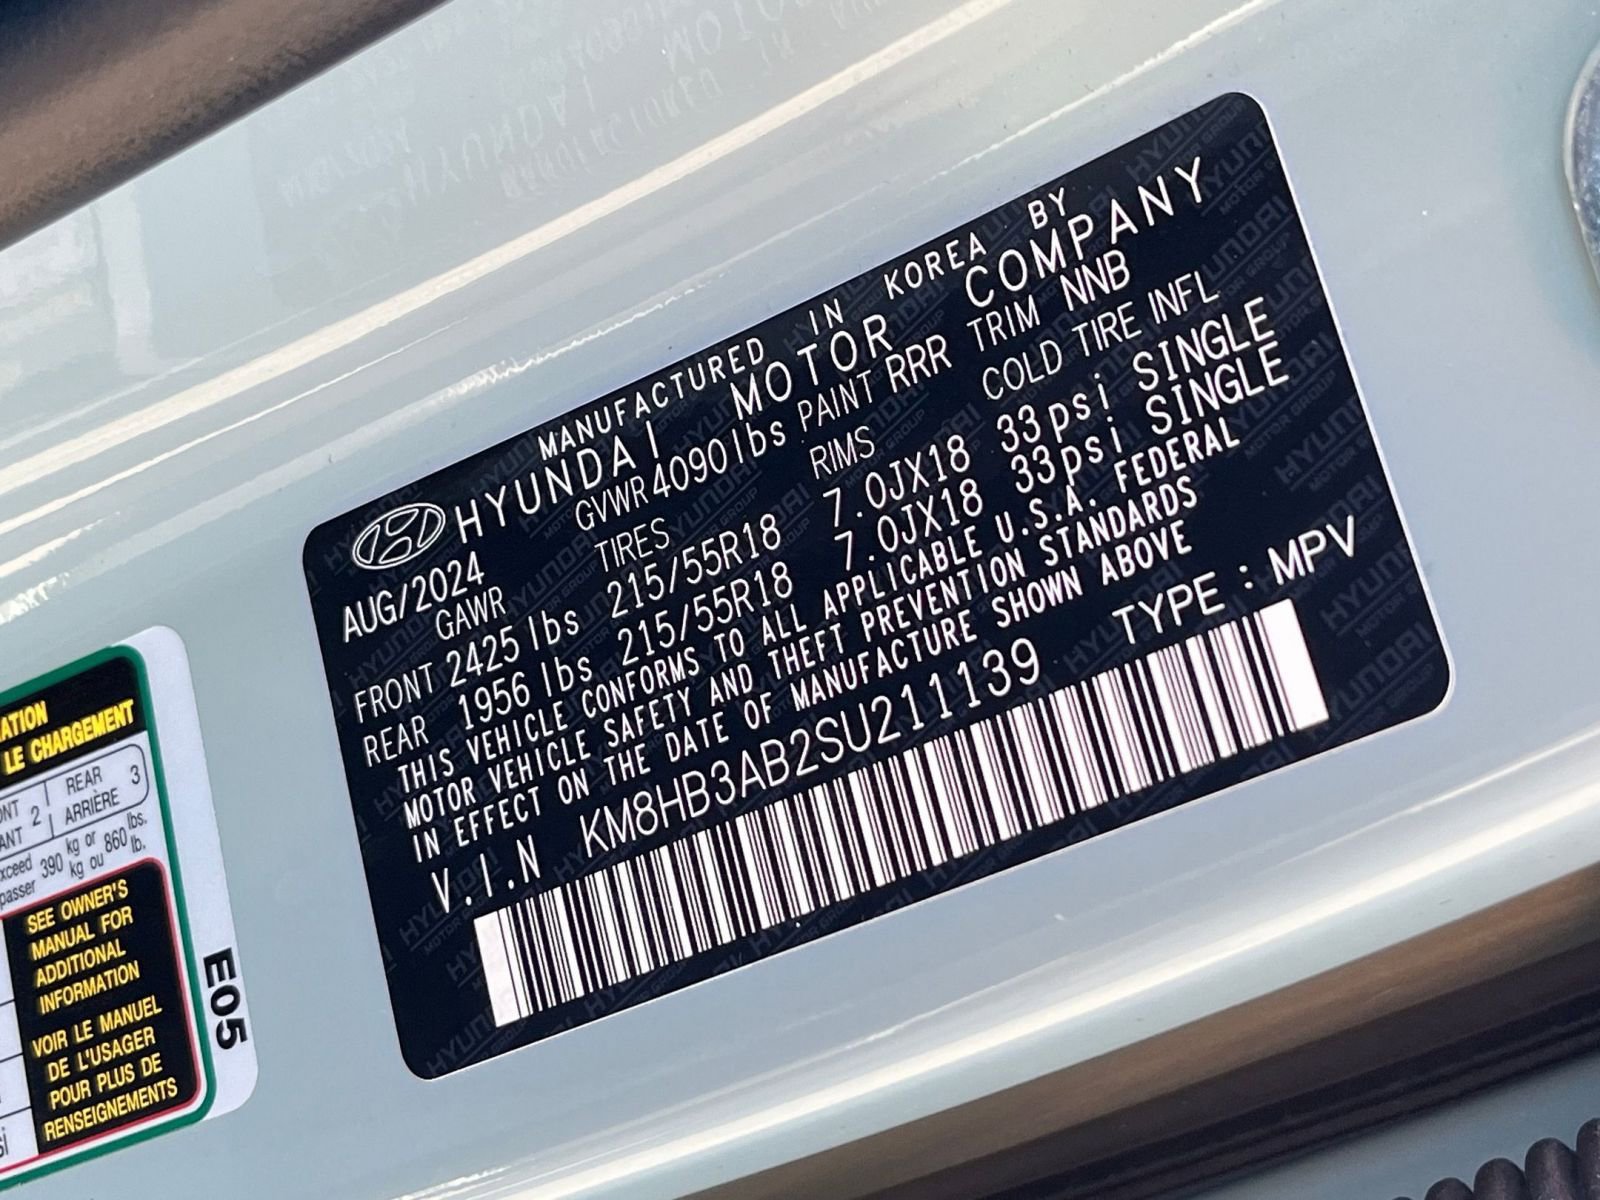 MANUFACTURED IN KOREA BY
HYUNDAI MOTOR COMPANY
AUG/2024 GVWR 4090lbs PAINT RRR TRIM NNB
GAWR TIRES RIMS COLD TIRE INFL
FRONT 2425 lbs 215/55R18 7.0JX18 33psi SINGLE
REAR 1956 lbs 215/55R18 7.0JX18 33psi SINGLE
THIS VEHICLE CONFORMS TO ALL APPLICABLE U.S.A. FEDERAL
MOTOR VEHICLE SAFETY AND THEFT PREVENTION STANDARDS
IN EFFECT ON THE DATE OF MANUFACTURE SHOWN ABOVE
V.I.N KM8HB3AB2SU211139 TYPE : MPV
LE CHARGEMENT
2 REAR 3
ARRIÈRE
390 kg or 860 lbs.
kg ou lb.
SEE OWNER'S
MANUAL FOR
ADDITIONAL
INFORMATION
VOIR LE MANUEL
DE L'USAGER
POUR PLUS DE
RENSEIGNEMENTS
E05